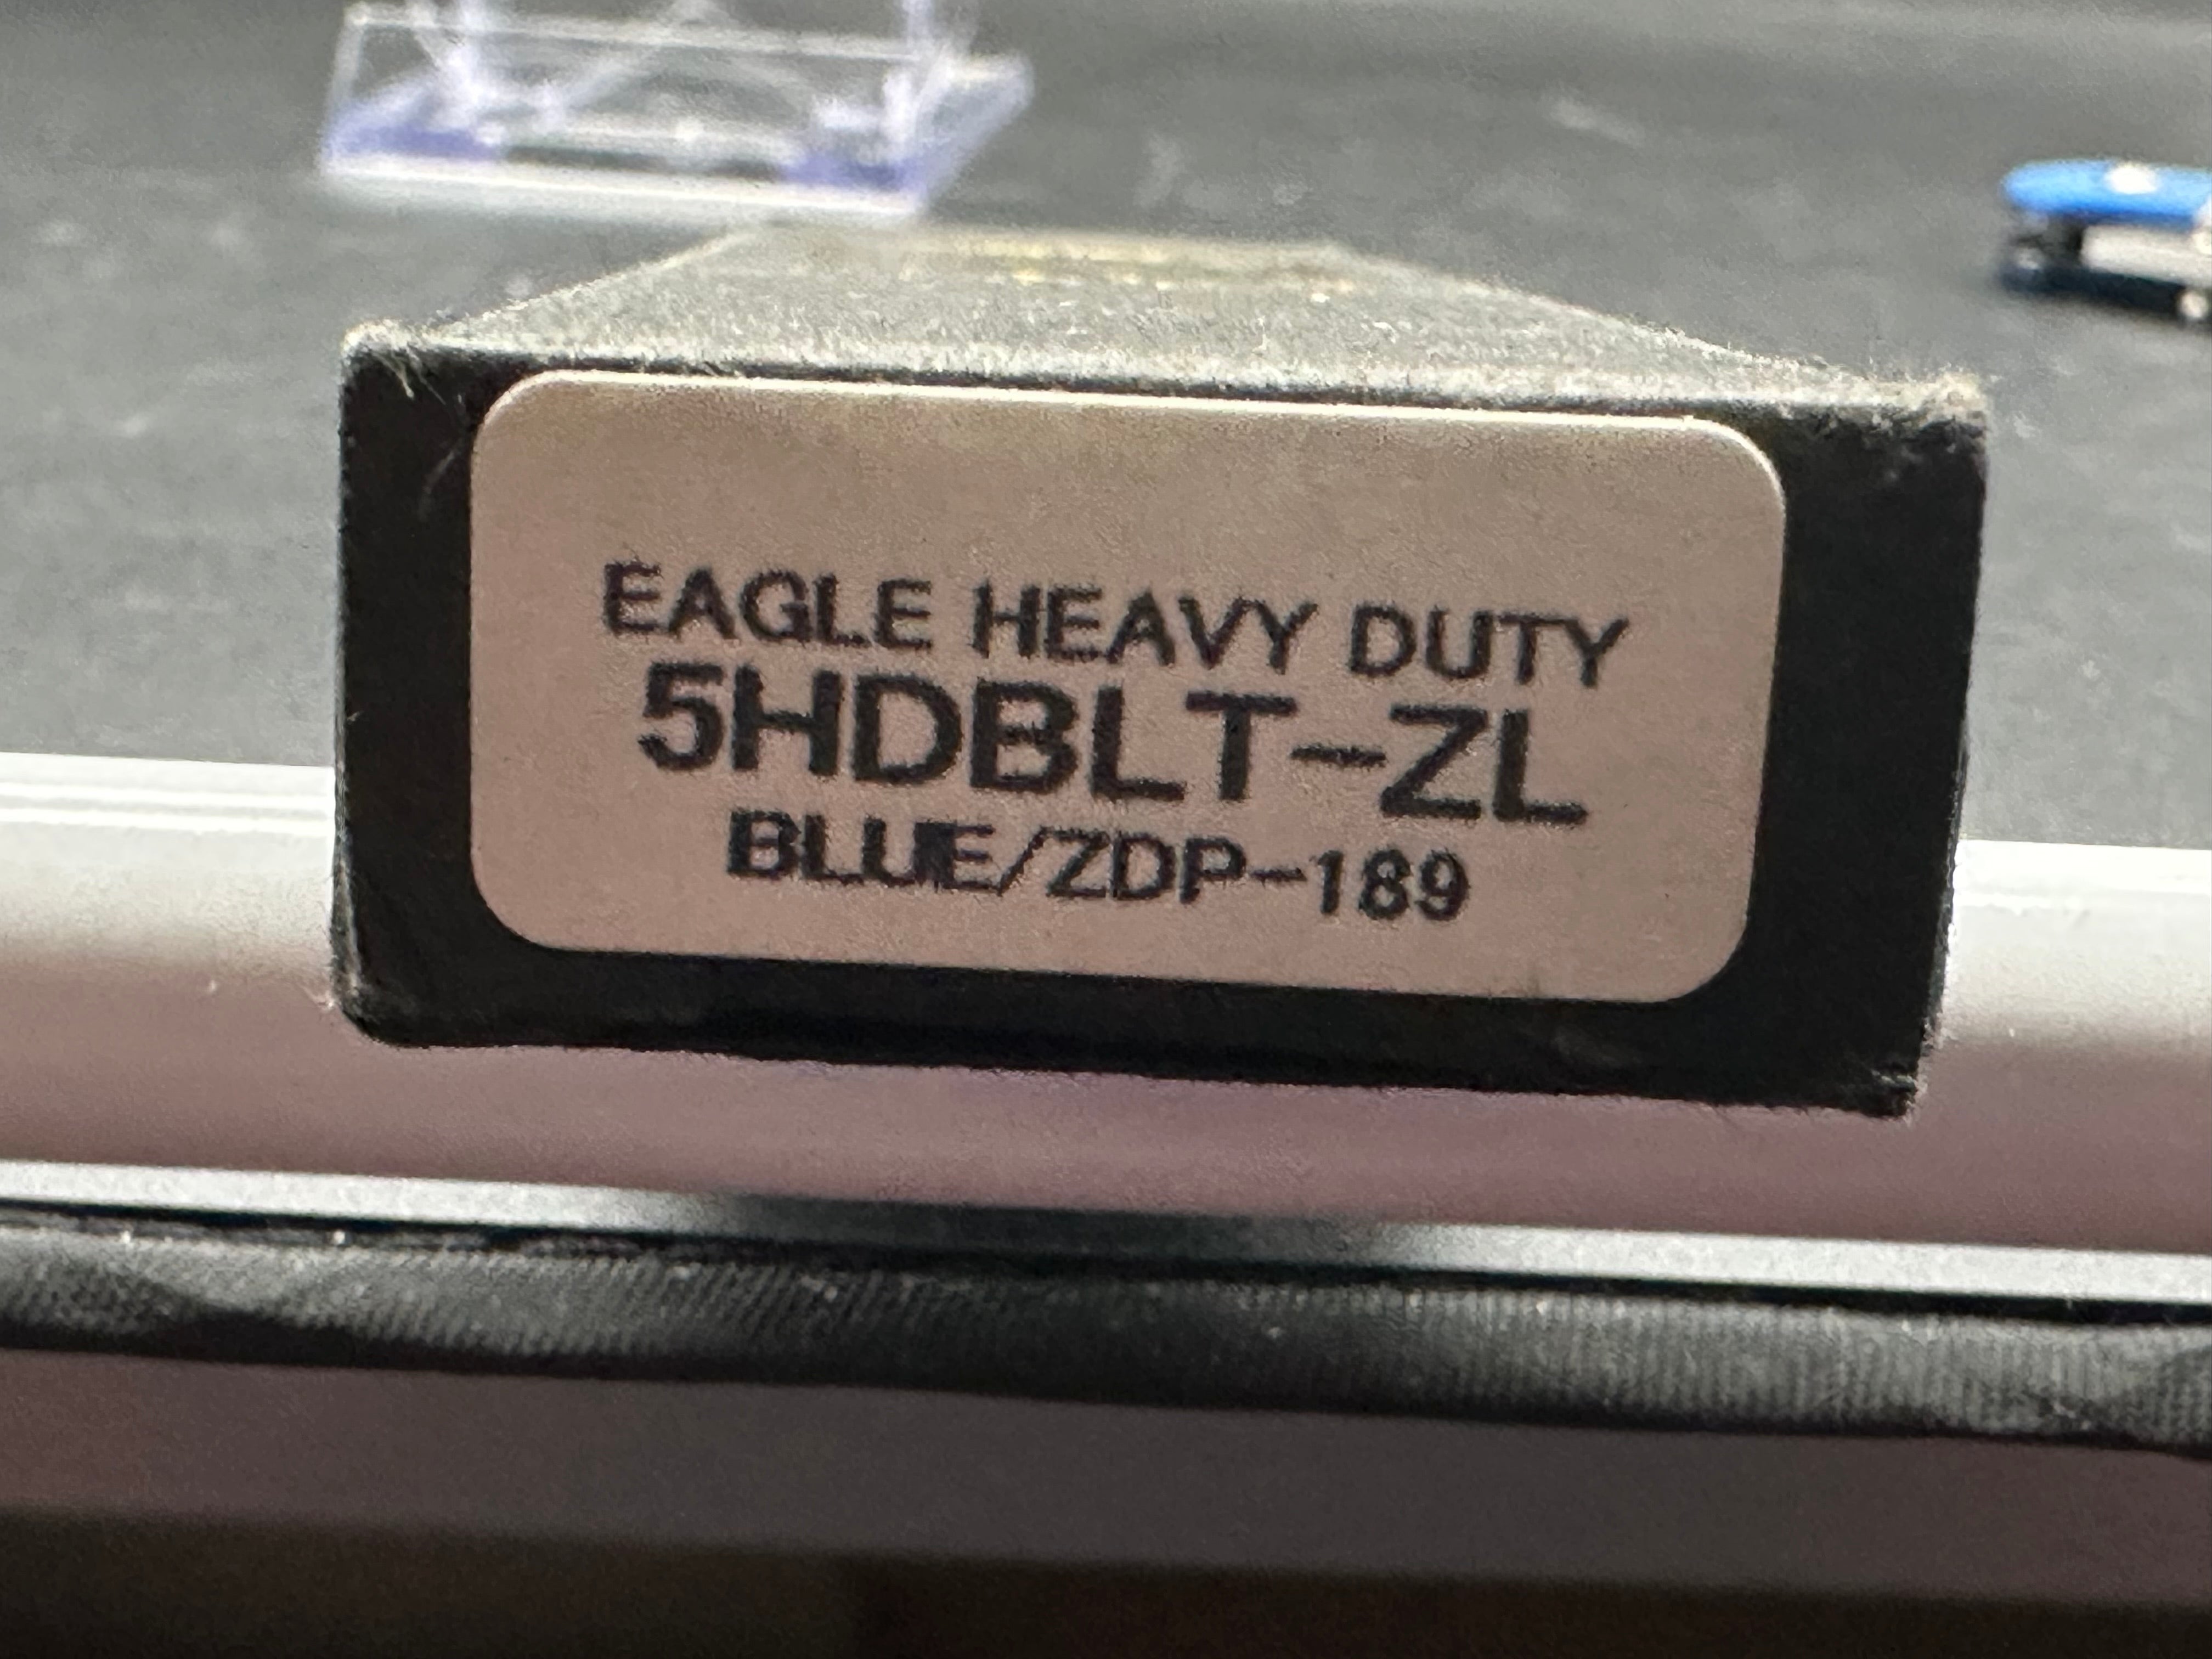 EAGLE HEAVY DUTY
5HDBLT-ZL
BLUE/ZDP-189